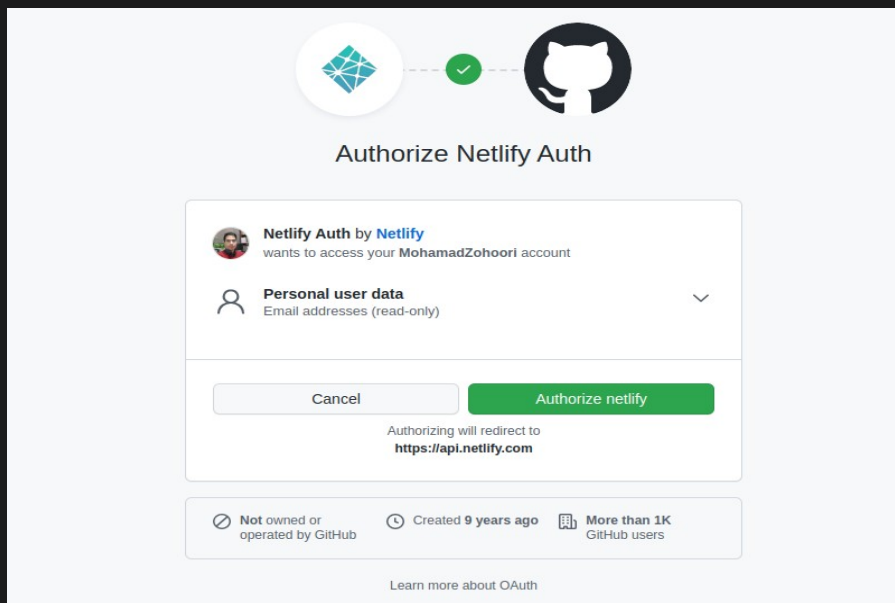 Authorize Netlify Auth
Netlify Auth by Netlify
wants to access your MohamadZohoori account
Personal user data
Email addresses (read-only)
Cancel
Authorize netlify
Authorizing will redirect to
https://api.netlify.com
Not owned or
operated by GitHub
Created 9 years ago
More than 1K
GitHub users
Learn more about OAuth